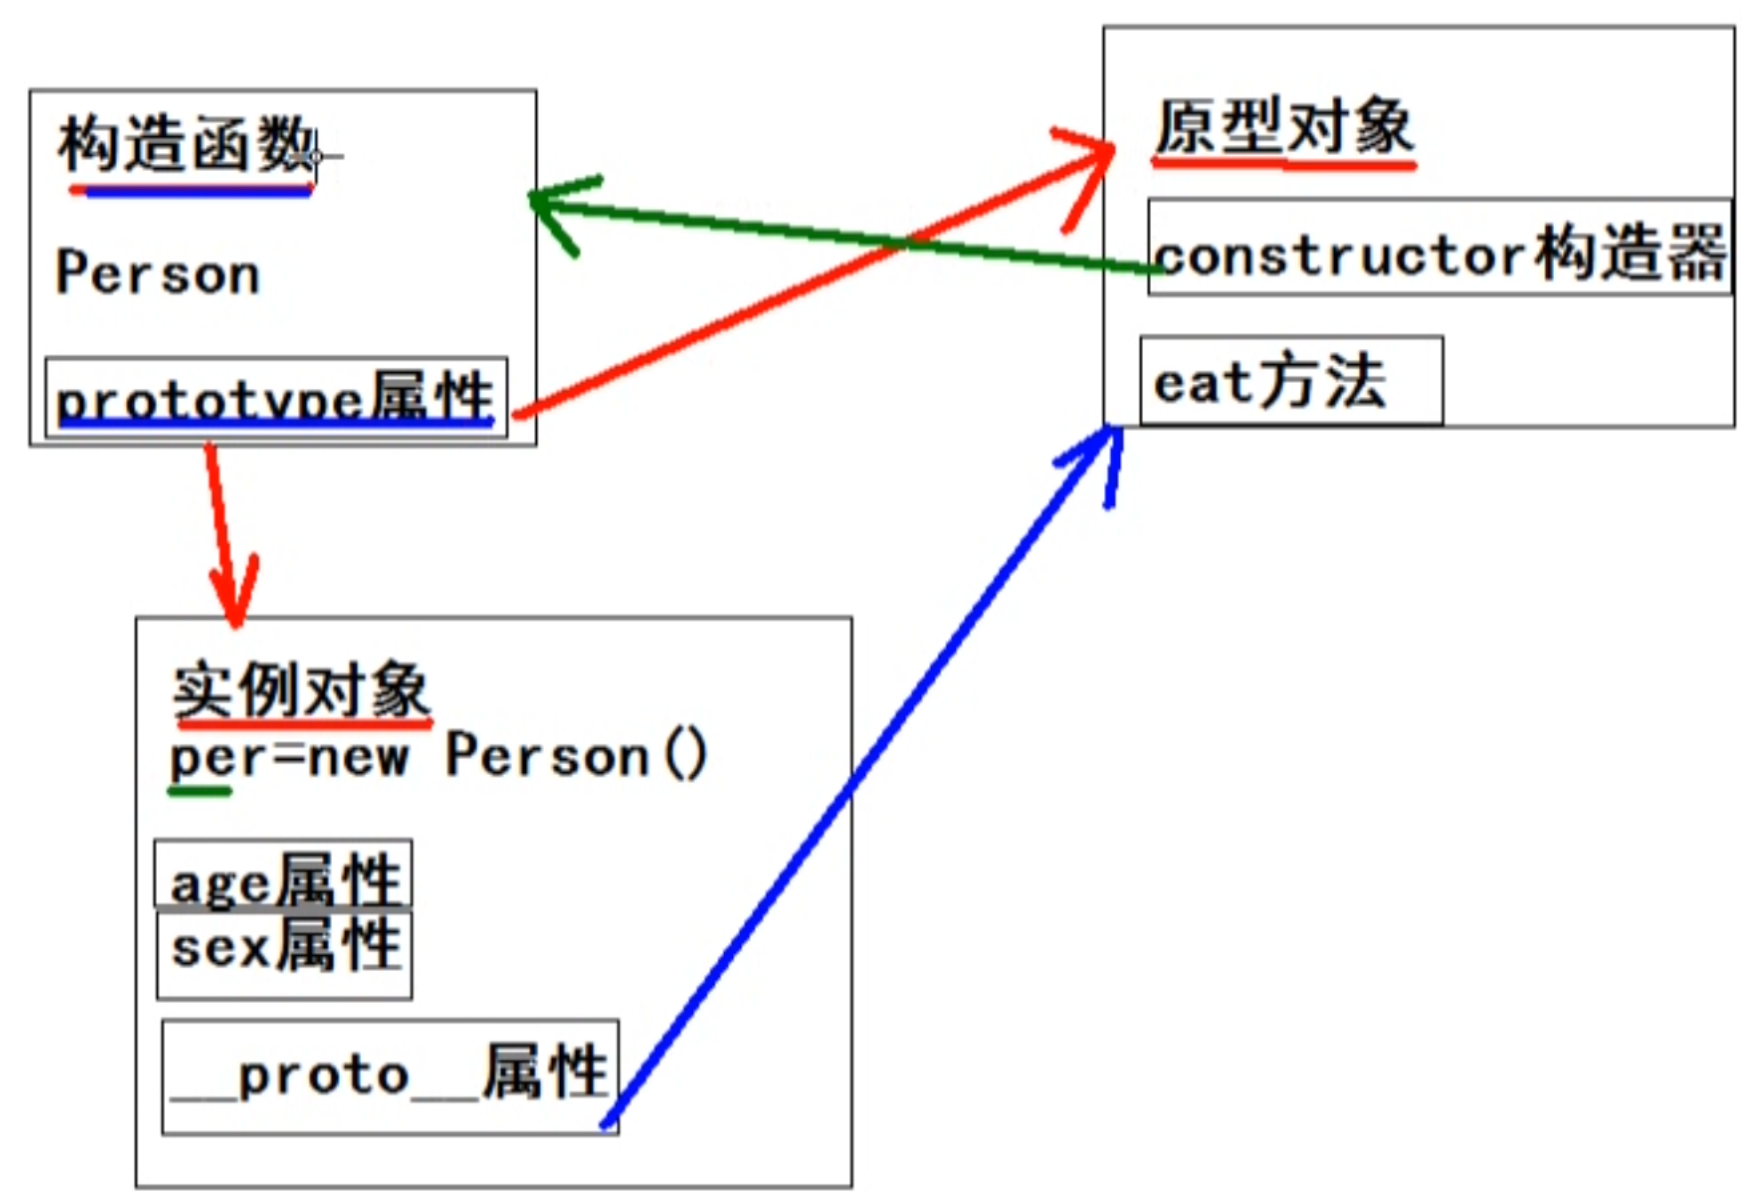 构造函数
Person
prototype属性
原型对象
constructor构造器
eat方法
实例对象
per=new Person()
age属性
sex属性
__proto__属性